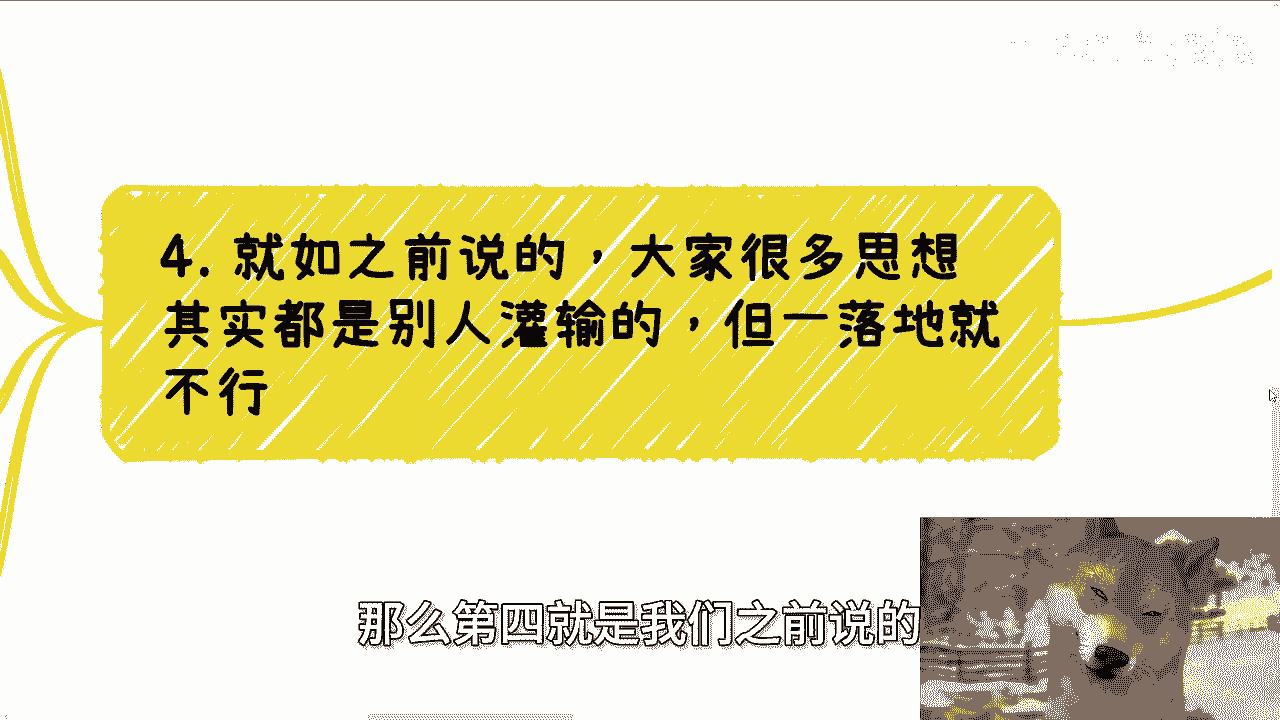 4. 就如之前说的，大家很多思想
其实都是别人灌输的，但一落地就
不行
那么第四就是我们之前说的